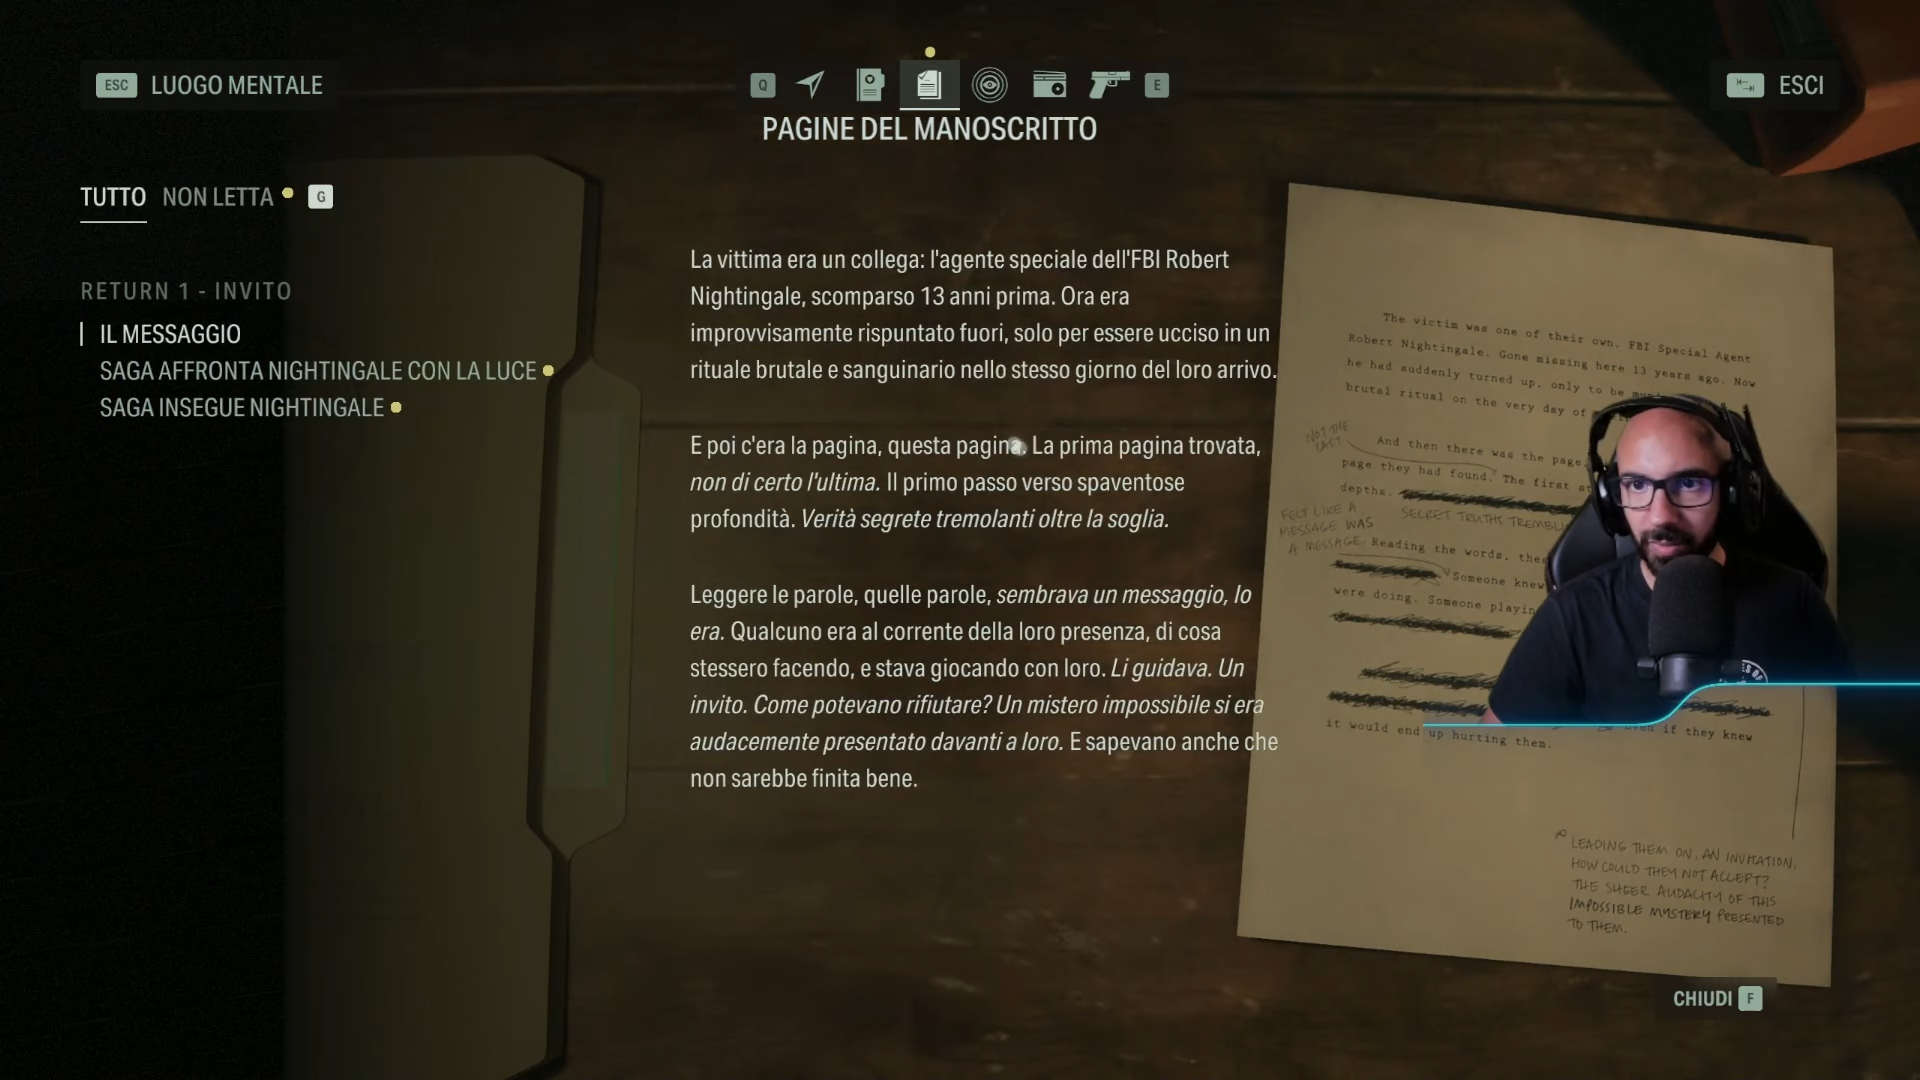 ESC LUOGO MENTALE
Q
E
ESCI
PAGINE DEL MANOSCRITTO
TUTTO NON LETTA G
RETURN 1 - INVITO
IL MESSAGGIO
SAGA AFFRONTA NIGHTINGALE CON LA LUCE
SAGA INSEGUE NIGHTINGALE
La vittima era un collega: l'agente speciale dell'FBI Robert
Nightingale, scomparso 13 anni prima. Ora era
improvvisamente rispuntato fuori, solo per essere ucciso in un
rituale brutale e sanguinario nello stesso giorno del loro arrivo.
E poi c'era la pagina, questa pagina. La prima pagina trovata,
non di certo l'ultima. Il primo passo verso spaventose
profondità. Verità segrete tremolanti oltre la soglia.
Leggere le parole, quelle parole, sembrava un messaggio, lo
era. Qualcuno era al corrente della loro presenza, di cosa
stessero facendo, e stava giocando con loro. Li guidava. Un
invito. Come potevano rifiutare? Un mistero impossibile si era
audacemente presentato davanti a loro. E sapevano anche che
non sarebbe finita bene.
The victim was one of their own. FBI Special Agent
Robert Nightingale. Gone missing here 13 years ago. Now
he had suddenly turned up, only to be
brutal ritual on the very day of
NOT THE
LAST
And then there was the page.
page they had found. The first
depths.
SECRET TRUTHS
FELT LIKE A
MESSAGE. WAS
A MESSAGE.
Reading the words.
Someone knew
were doing. Someone
if they knew
it would end up hurting them.
LEADING THEM ON, AN INVITATION.
HOW COULD THEY NOT ACCEPT?
THE SHEER AUDACITY OF THIS
IMPOSSIBLE MYSTERY PRESENTED
TO THEM.
CHIUDI F